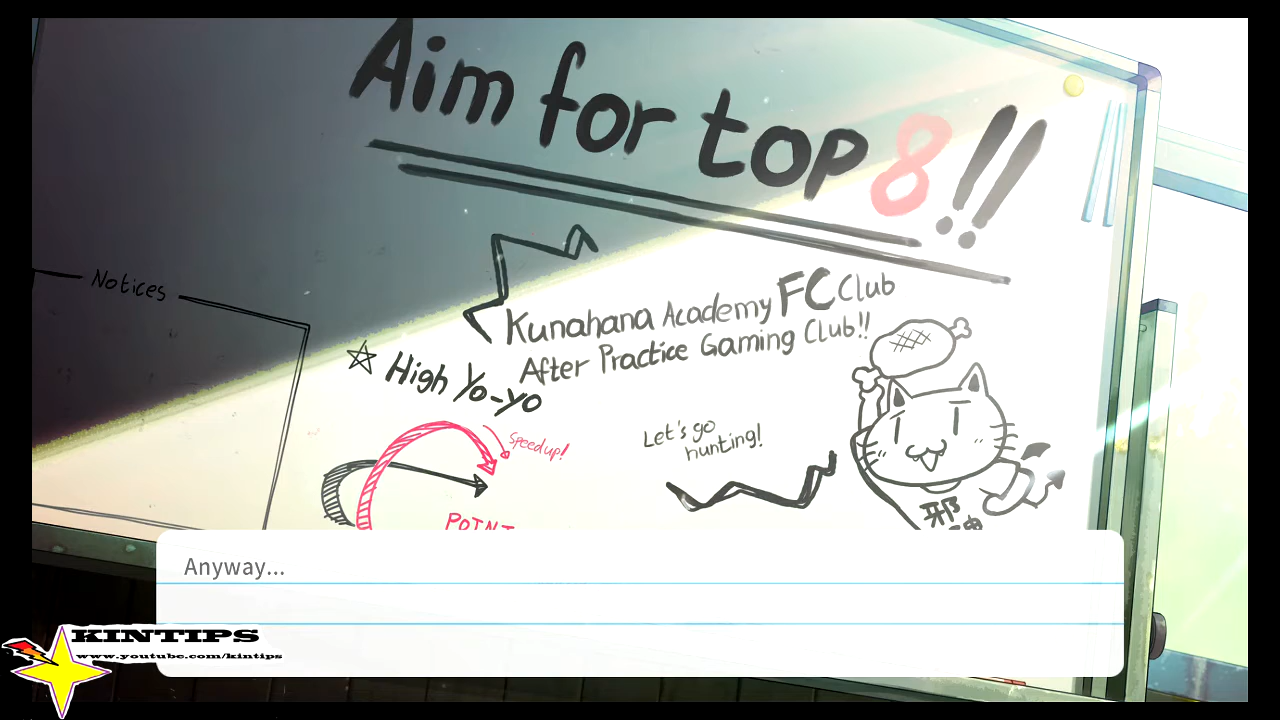 Aim for top 8!!
Notices
Kunahana Academy FC Club
After Practice Gaming Club!!
☆ High Yo-yo
Speedup!
Let's go
hunting!
POINT
邪
Anyway...
KINTIPS
www.youtube.com/kintips